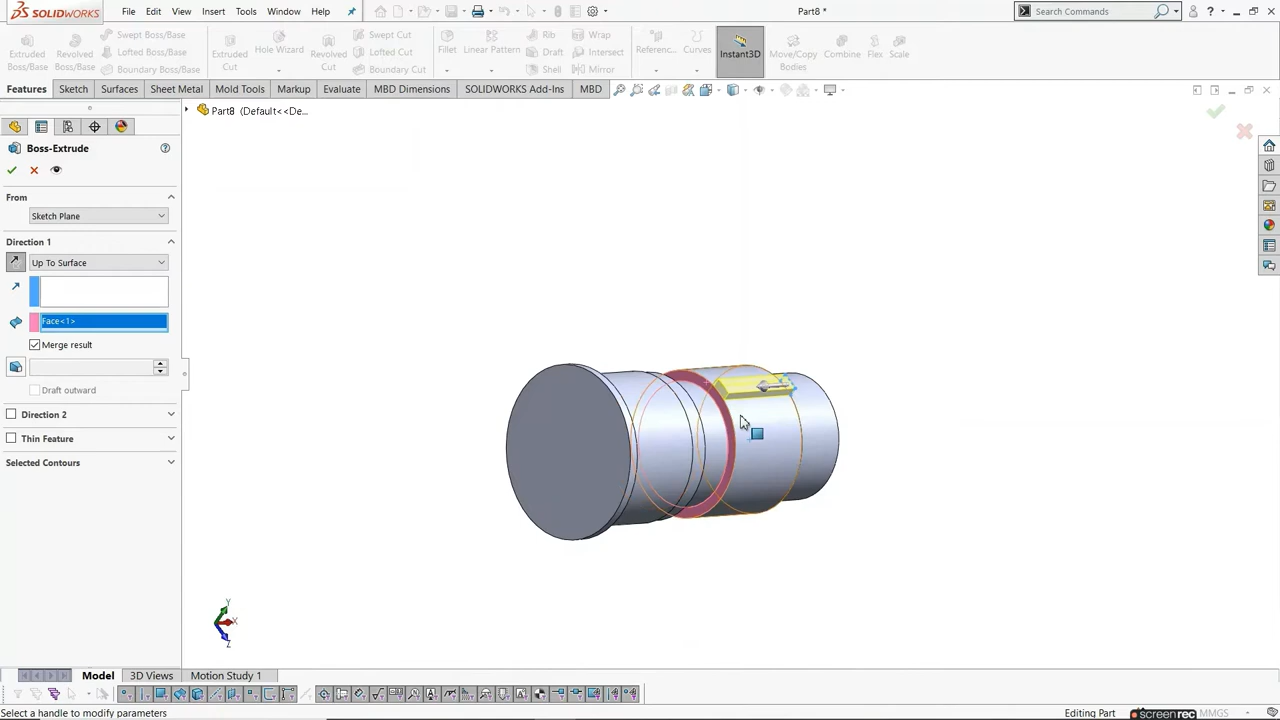 SOLIDWORKS File Edit View Insert Tools Window Help Part8 * Search Commands
Extruded Boss/Base Revolved Boss/Base Swept Boss/Base Lofted Boss/Base Boundary Boss/Base Extruded Cut Hole Wizard Revolved Cut Swept Cut Lofted Cut Boundary Cut Fillet Linear Pattern Rib Draft Shell Wrap Intersect Mirror Referenc... Curves Instant3D Move/Copy Bodies Combine Flex Scale
Features Sketch Surfaces Sheet Metal Mold Tools Markup Evaluate MBD Dimensions SOLIDWORKS Add-Ins MBD
Part8 (Default<<De...
Boss-Extrude
From
Sketch Plane
Direction 1
Up To Surface
Face<1>
Merge result
Draft outward
Direction 2
Thin Feature
Selected Contours
Y
X
Z
Model 3D Views Motion Study 1
Select a handle to modify parameters Editing Part screenrec MMGS